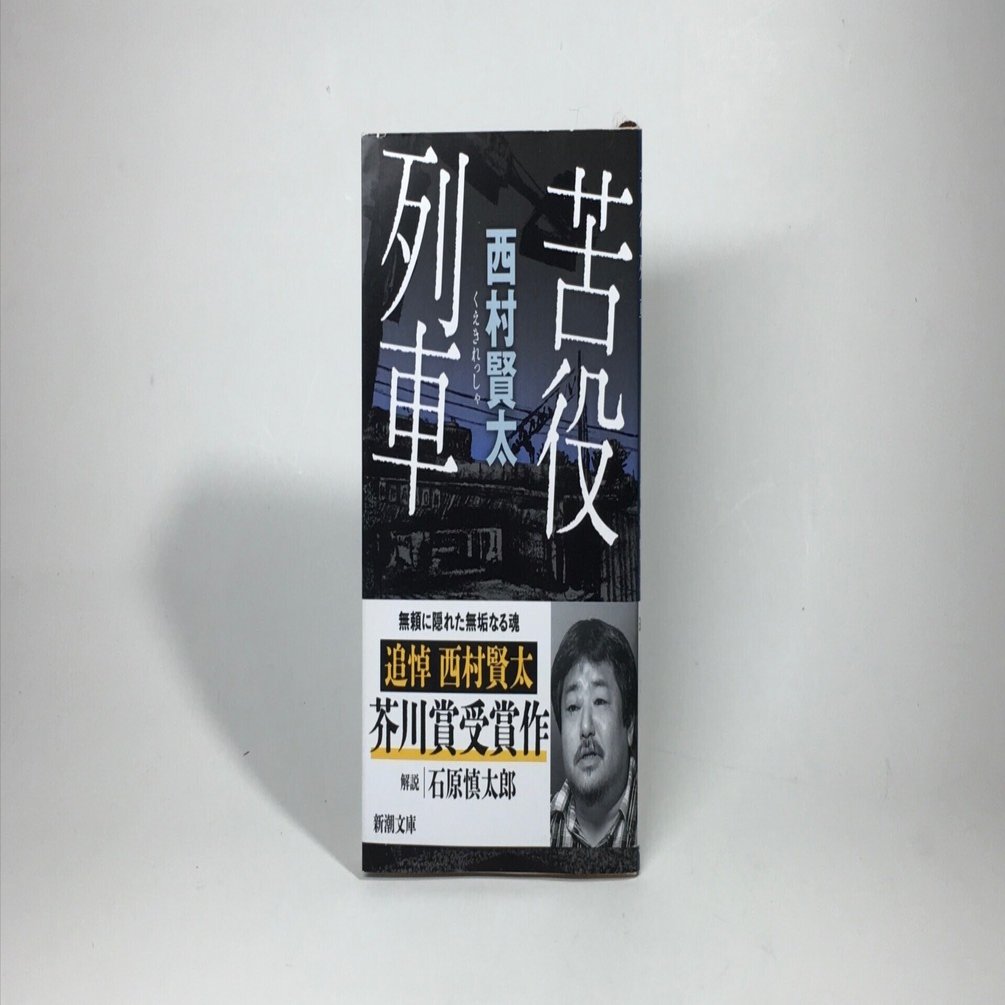 苦役
列車
西村賢太
くえきれっしゃ
無頼に隠れた無垢なる魂
追悼 西村賢太
芥川賞受賞作
解説 石原慎太郎
新潮文庫